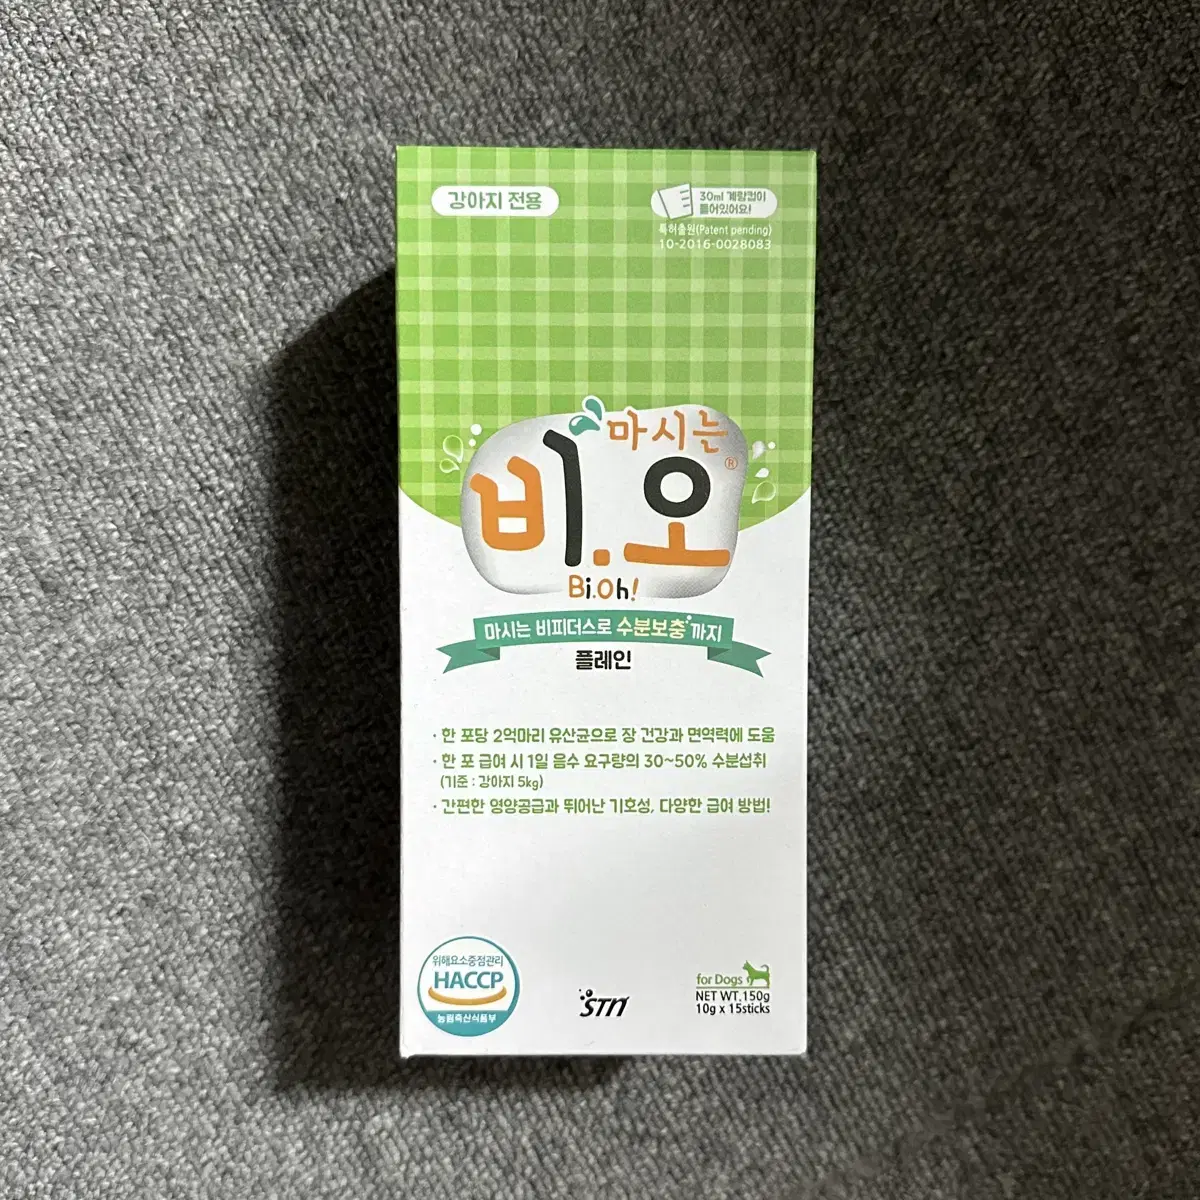 강아지 전용
30ml 계량컵이
들어있어요!
특허출원(Patent pending)
10-2016-0028083
마시는
비.오®
Bi.Oh!
마시는 비피더스로 수분보충까지
플레인
· 한 포당 2억마리 유산균으로 장 건강과 면역력에 도움
· 한 포 급여 시 1일 음수 요구량의 30~50% 수분섭취
(기준 : 강아지 5kg)
· 간편한 영양공급과 뛰어난 기호성, 다양한 급여 방법!
위해요소중점관리
HACCP
농림축산식품부
STN
for Dogs
NET WT.150g
10g x 15sticks